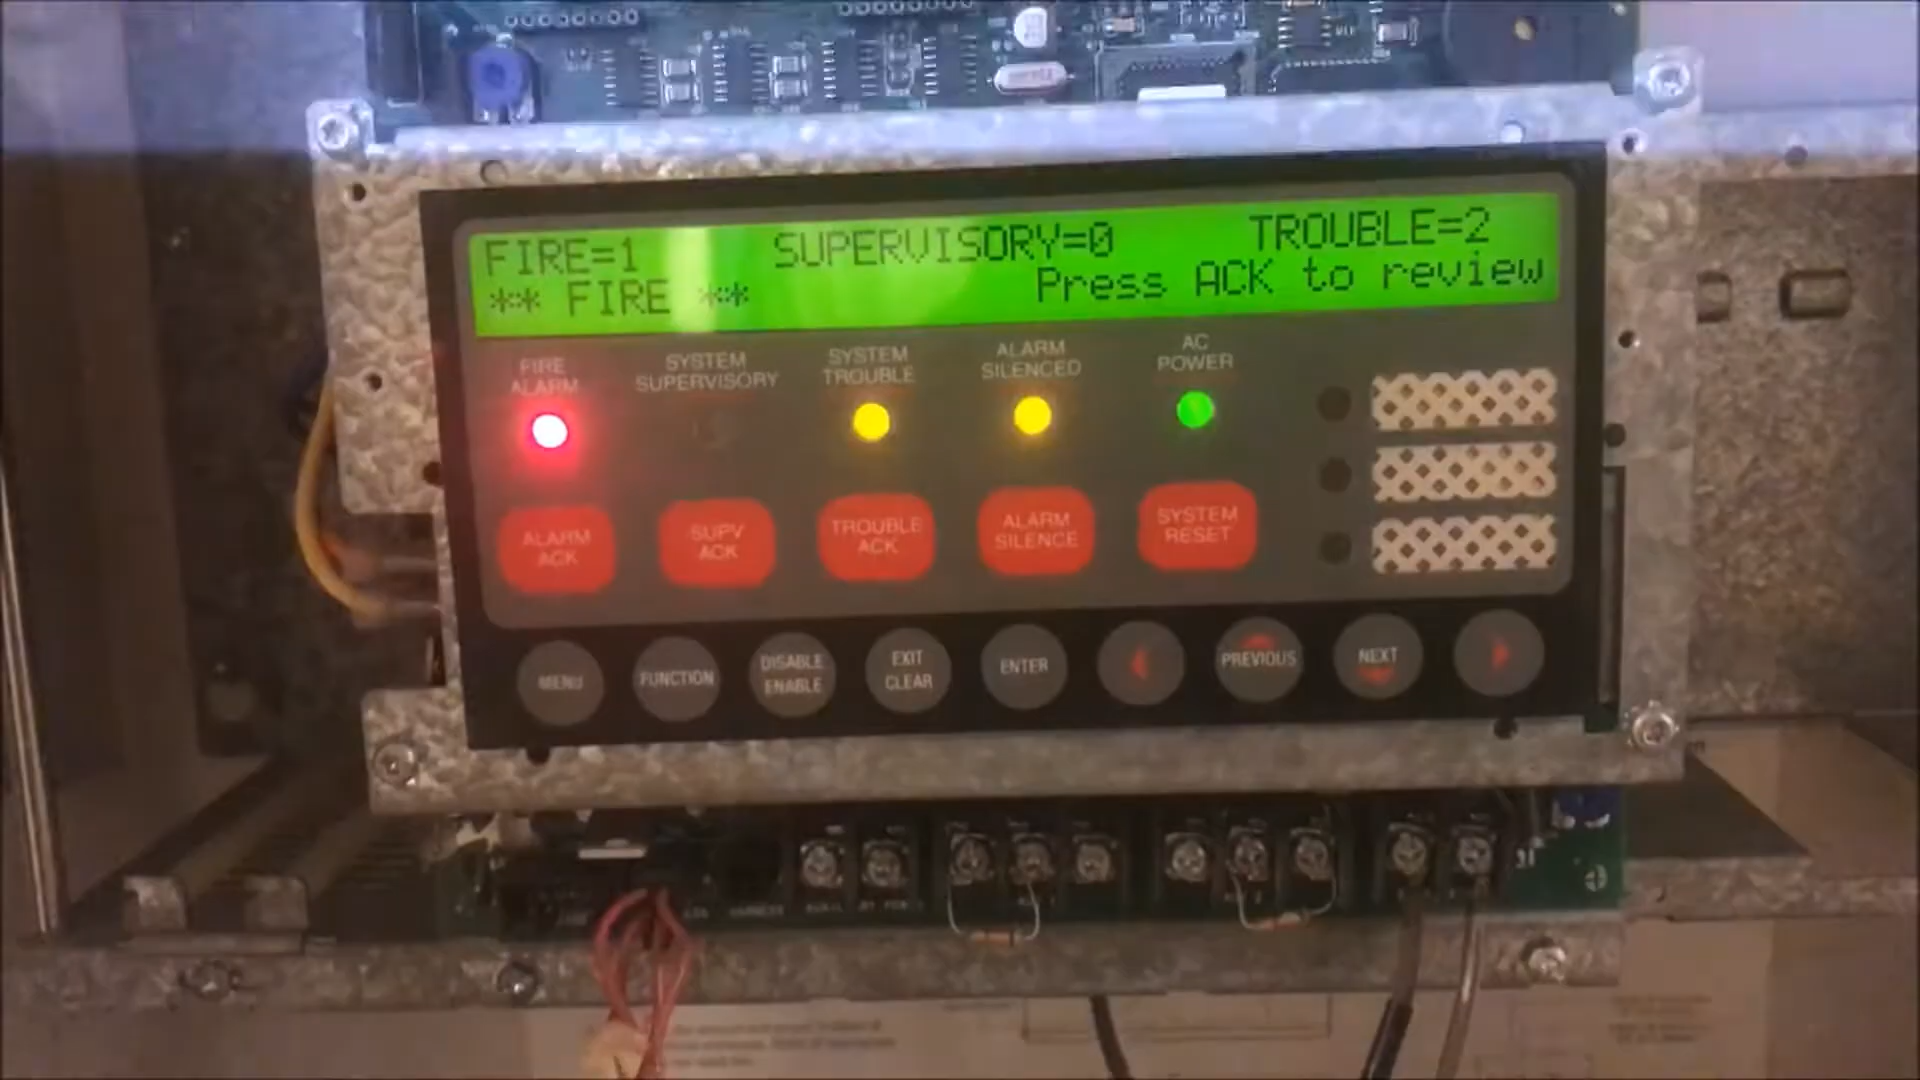 FIRE=1 SUPERVISORY=0 TROUBLE=2
** FIRE ** Press ACK to review
FIRE ALARM
SYSTEM SUPERVISORY
SYSTEM TROUBLE
ALARM SILENCED
AC POWER
ALARM ACK
SUPV ACK
TROUBLE ACK
ALARM SILENCE
SYSTEM RESET
MENU
FUNCTION
DISABLE ENABLE
EXIT CLEAR
ENTER
PREVIOUS
NEXT
HARNESS